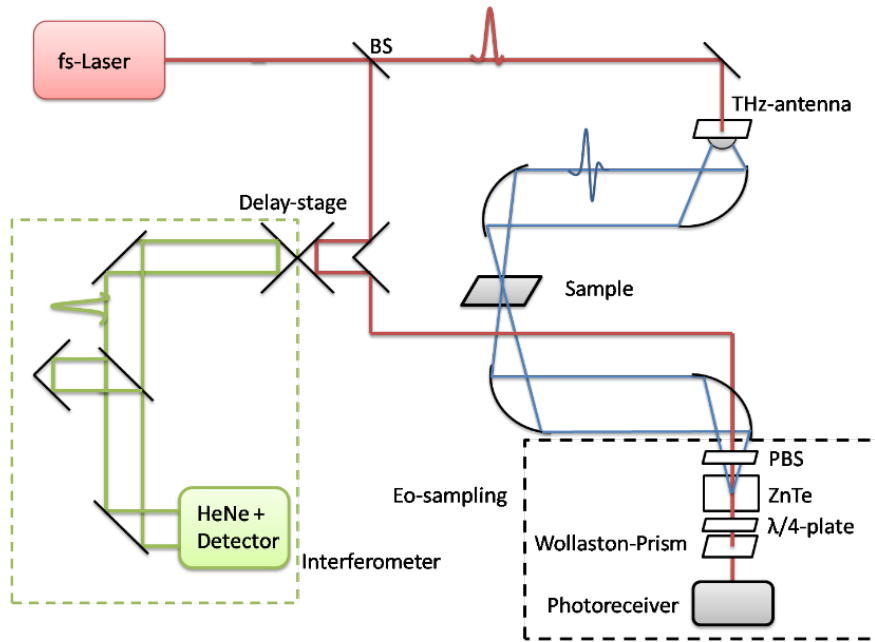 fs-Laser
BS
THz-antenna
Delay-stage
Sample
PBS
Eo-sampling
ZnTe
λ/4-plate
HeNe +
Detector
Wollaston-Prism
Interferometer
Photoreceiver